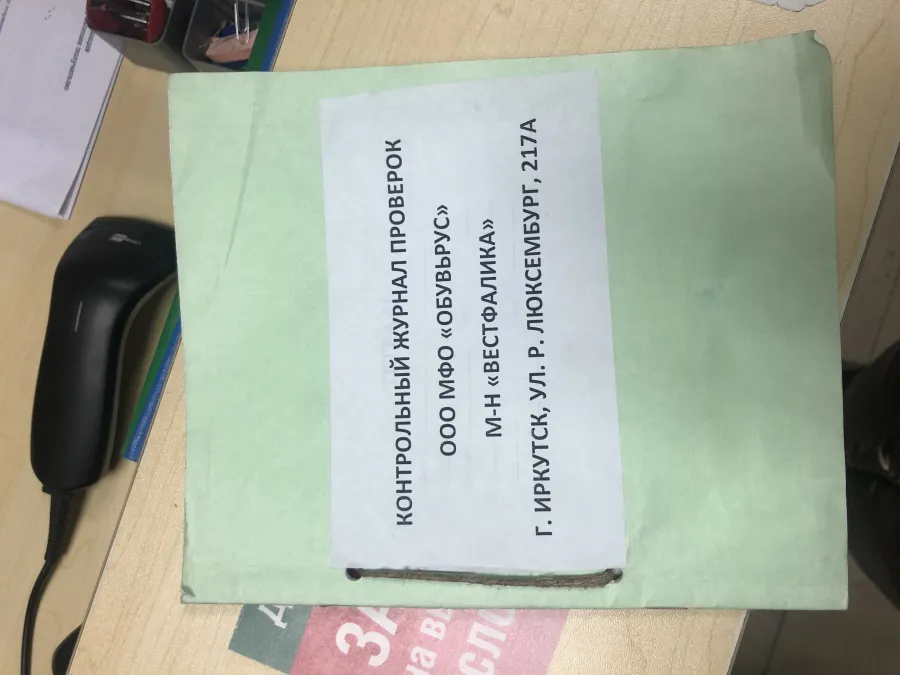 КОНТРОЛЬНЫЙ ЖУРНАЛ ПРОВЕРОК
ООО МФО «ОБУВЬРУС»
М-Н «ВЕСТФАЛИКА»
Г. ИРКУТСК, УЛ. Р. ЛЮКСЕМБУРГ, 217А